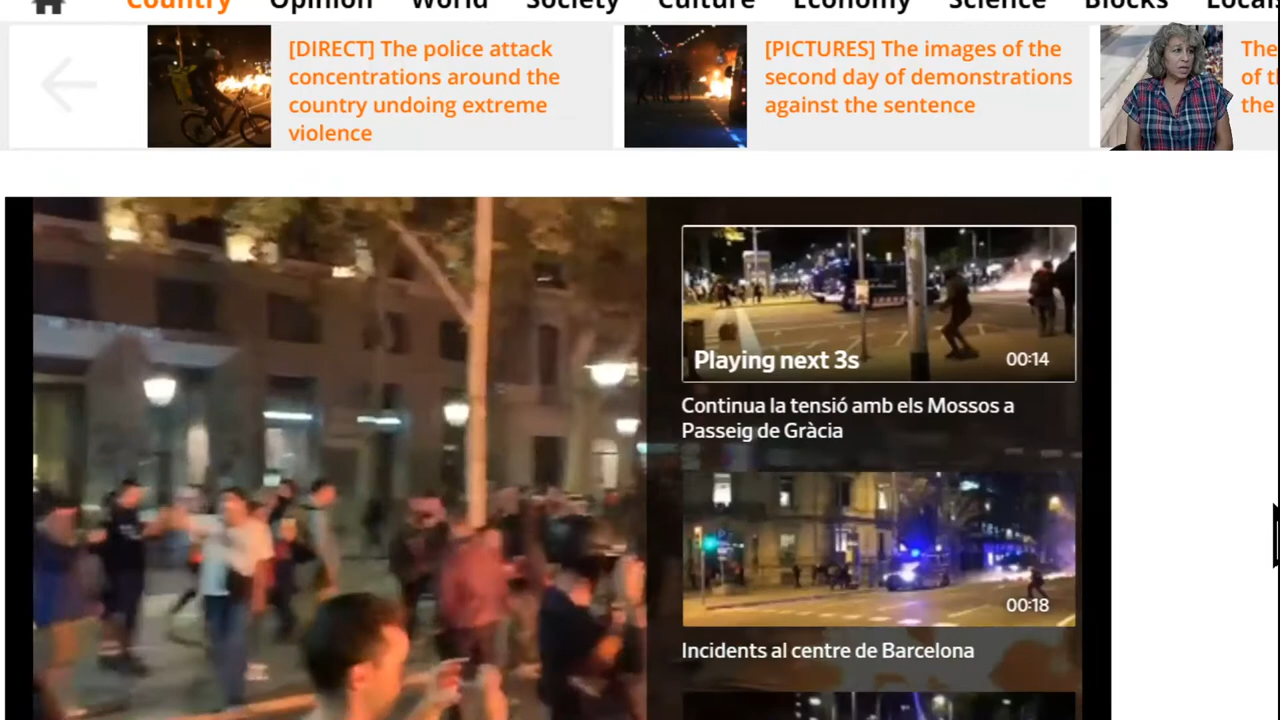 Country Opinion World Society Culture Economy Science Blocks Locals
[DIRECT] The police attack
concentrations around the
country undoing extreme
violence
[PICTURES] The images of the
second day of demonstrations
against the sentence
The
of t
the
Playing next 3s
00:14
Continua la tensió amb els Mossos a
Passeig de Gràcia
00:18
Incidents al centre de Barcelona